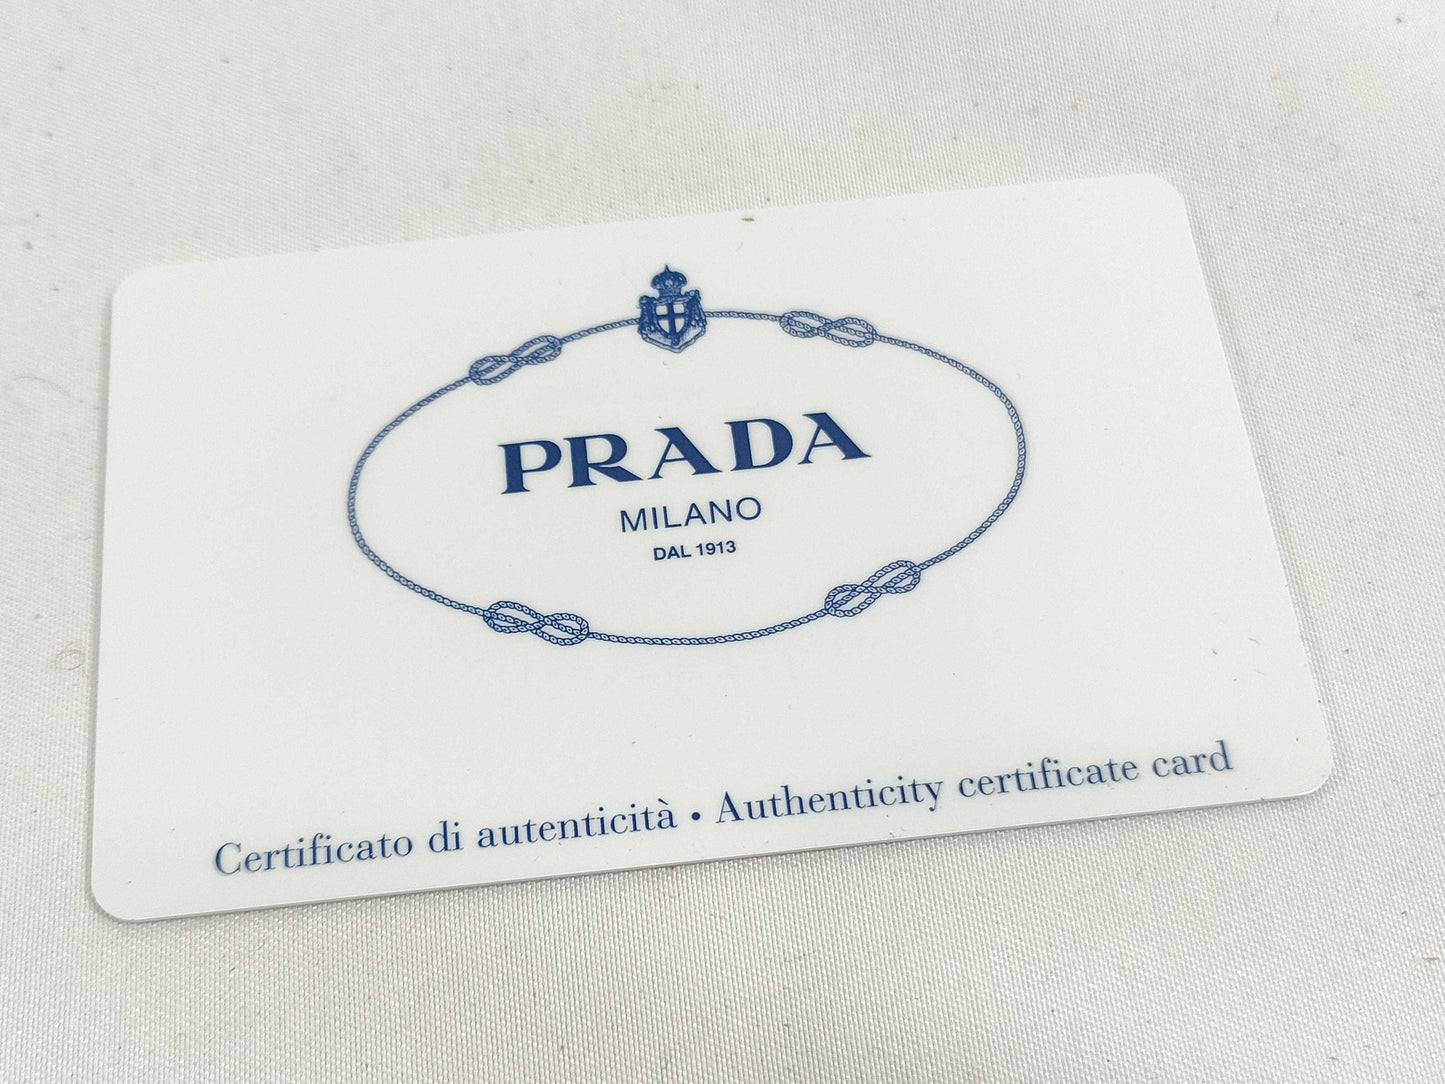 PRADA
MILANO
DAL 1913
Certificato di autenticità • Authenticity certificate card